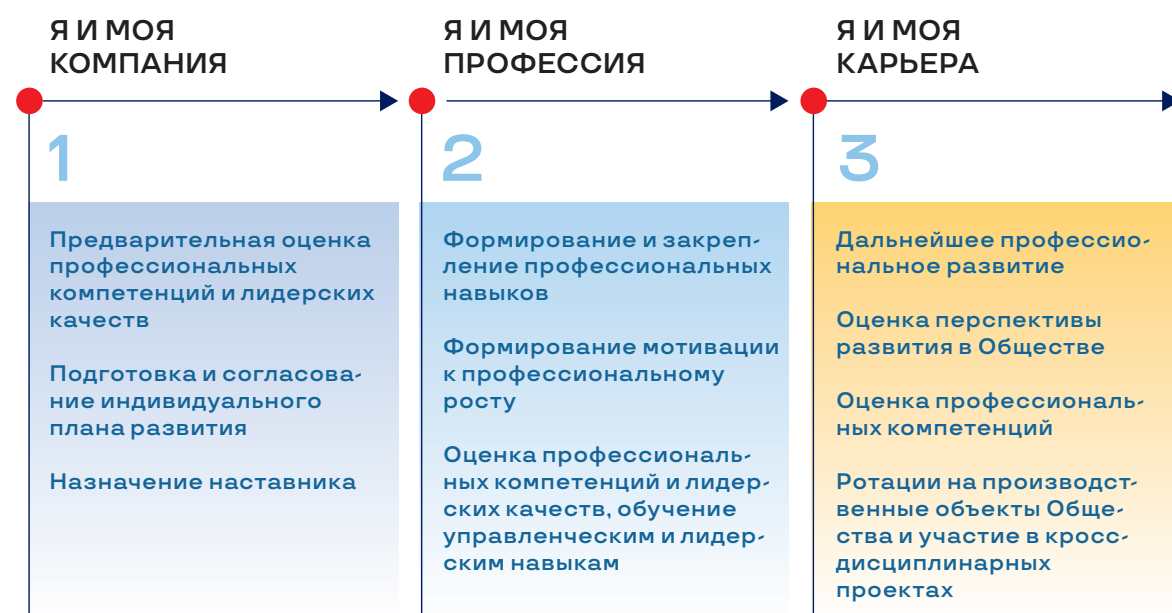 Я И МОЯ
КОМПАНИЯ
1
Предварительная оценка
профессиональных
компетенций и лидерских
качеств
Подготовка и согласова-
ние индивидуального
плана развития
Назначение наставника
Я И МОЯ
ПРОФЕССИЯ
2
Формирование и закреп-
ление профессиональных
навыков
Формирование мотивации
к профессиональному
росту
Оценка профессиональ-
ных компетенций и лидер-
ских качеств, обучение
управленческим и лидер-
ским навыкам
Я И МОЯ
КАРЬЕРА
3
Дальнейшее профессио-
нальное развитие
Оценка перспективы
развития в Обществе
Оценка профессиональ-
ных компетенций
Ротации на производст-
венные объекты Обще-
ства и участие в кросс-
дисциплинарных
проектах